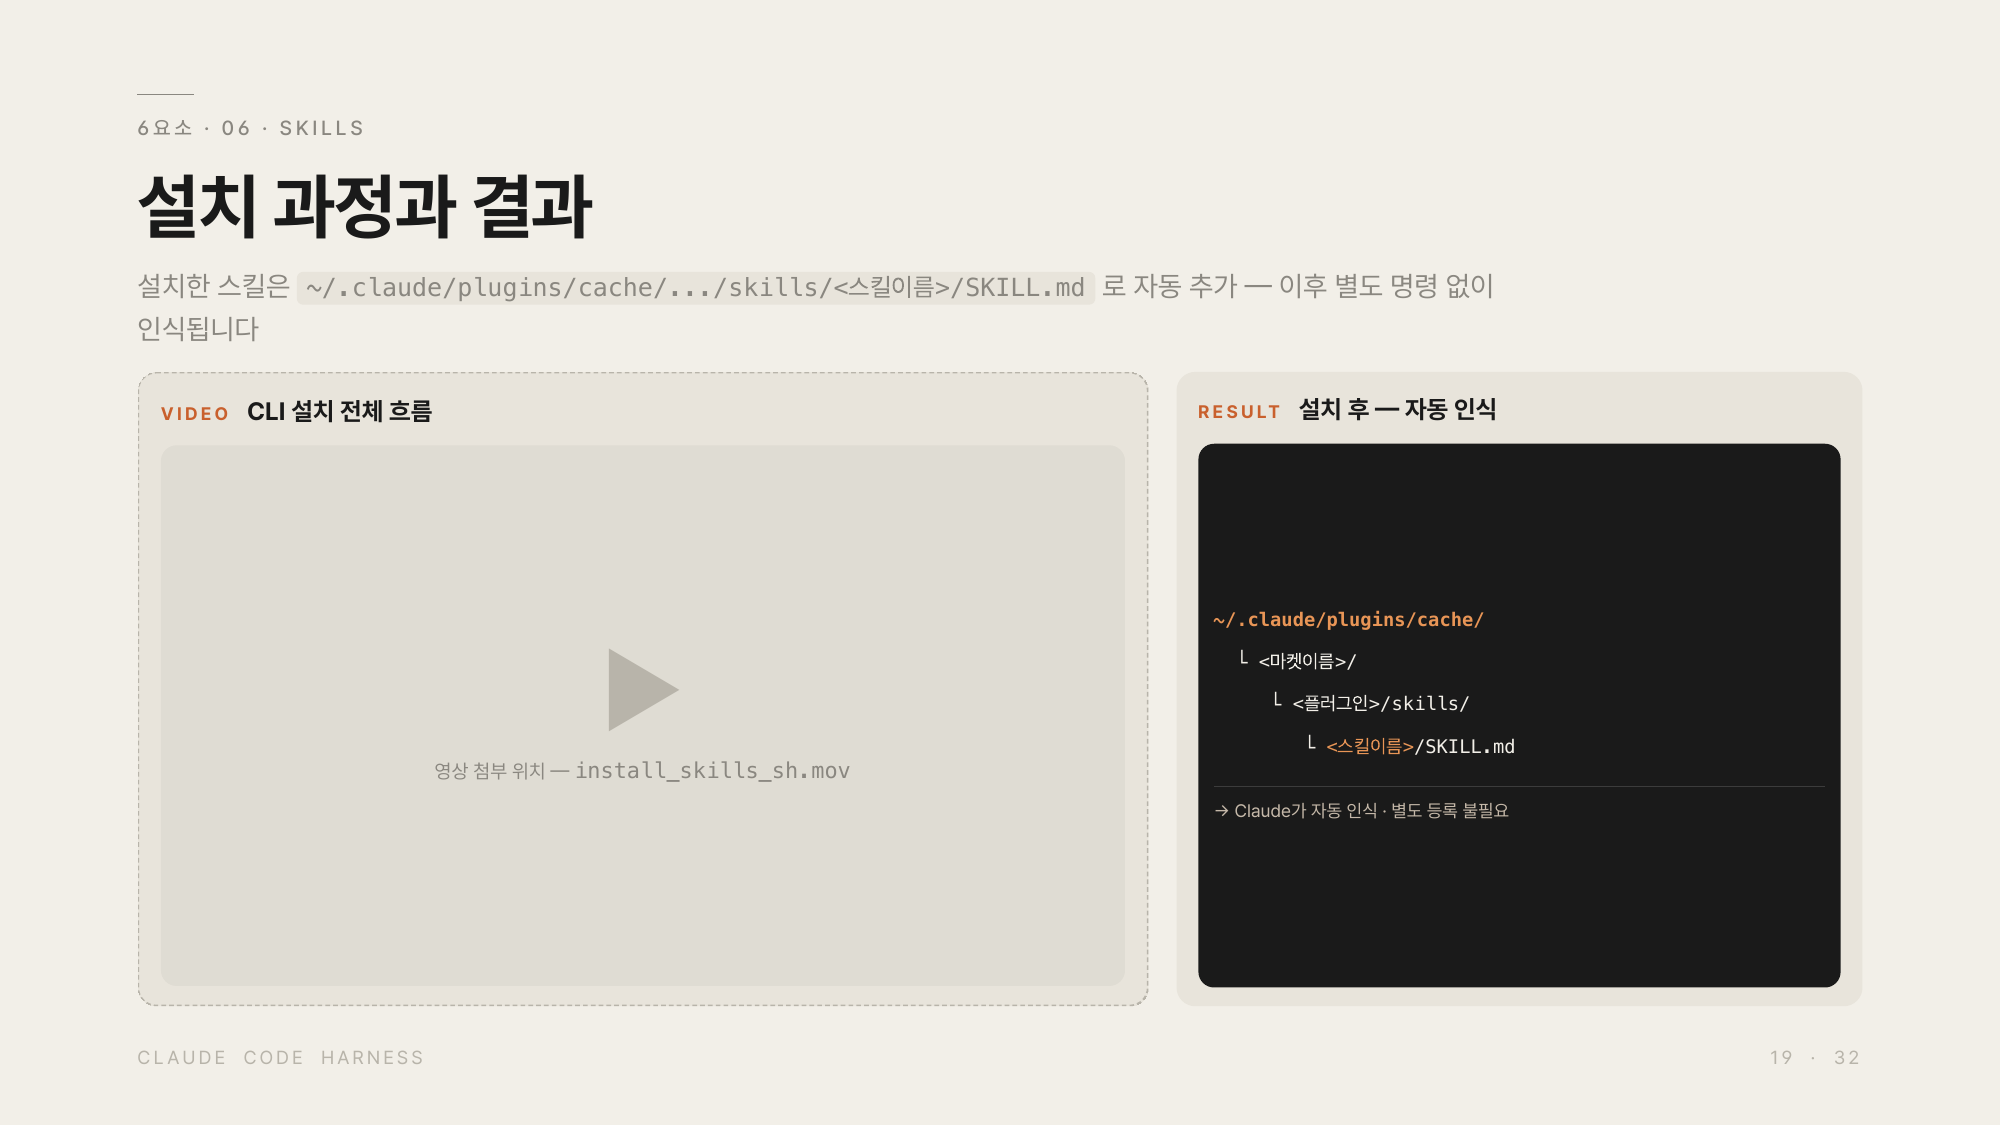 6요소 · 06 · SKILLS
설치 과정과 결과
설치한 스킬은 ~/.claude/plugins/cache/.../skills/<스킬이름>/SKILL.md 로 자동 추가 — 이후 별도 명령 없이
인식됩니다
VIDEO CLI 설치 전체 흐름
영상 첨부 위치 — install_skills_sh.mov
RESULT 설치 후 — 자동 인식
~/.claude/plugins/cache/
└ <마켓이름>/
└ <플러그인>/skills/
└ <스킬이름>/SKILL.md
→ Claude가 자동 인식 · 별도 등록 불필요
CLAUDE CODE HARNESS
19 · 32